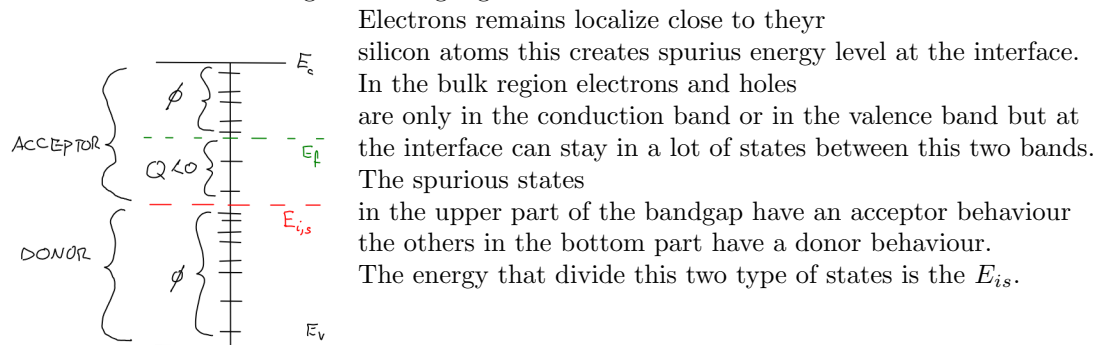 Electrons remains localize close to theyr
silicon atoms this creates spurius energy level at the interface.
In the bulk region electrons and holes
are only in the conduction band or in the valence band but at
the interface can stay in a lot of states between this two bands.
The spurious states
in the upper part of the bandgap have an acceptor behaviour
the others in the bottom part have a donor behaviour.
The energy that divide this two type of states is the E_{is}.
E_c
ϕ
ACCEPTOR
E_f
Q<0
E_{i,s}
DONOR
ϕ
E_v